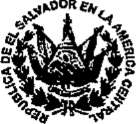 REPUBLICA DE EL SALVADOR EN LA AMERICA CENTRAL